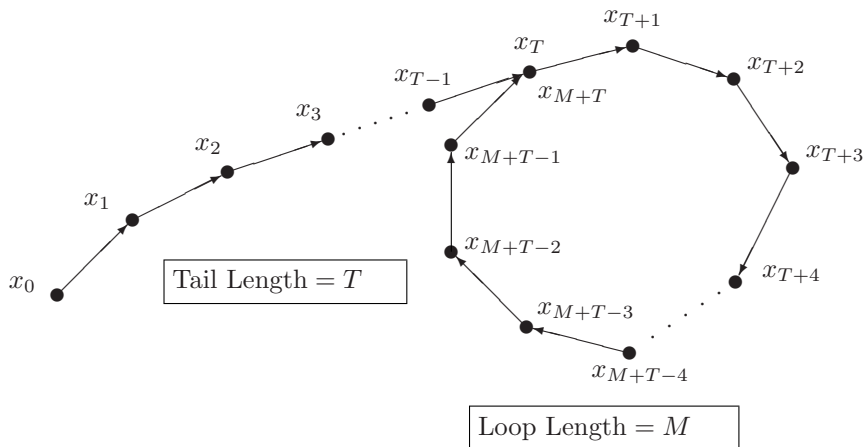 x_0
x_1
x_2
x_3
x_{T−1}
x_T
x_{M+T}
x_{T+1}
x_{T+2}
x_{T+3}
x_{T+4}
x_{M+T−4}
x_{M+T−3}
x_{M+T−2}
x_{M+T−1}
Tail Length = T
Loop Length = M